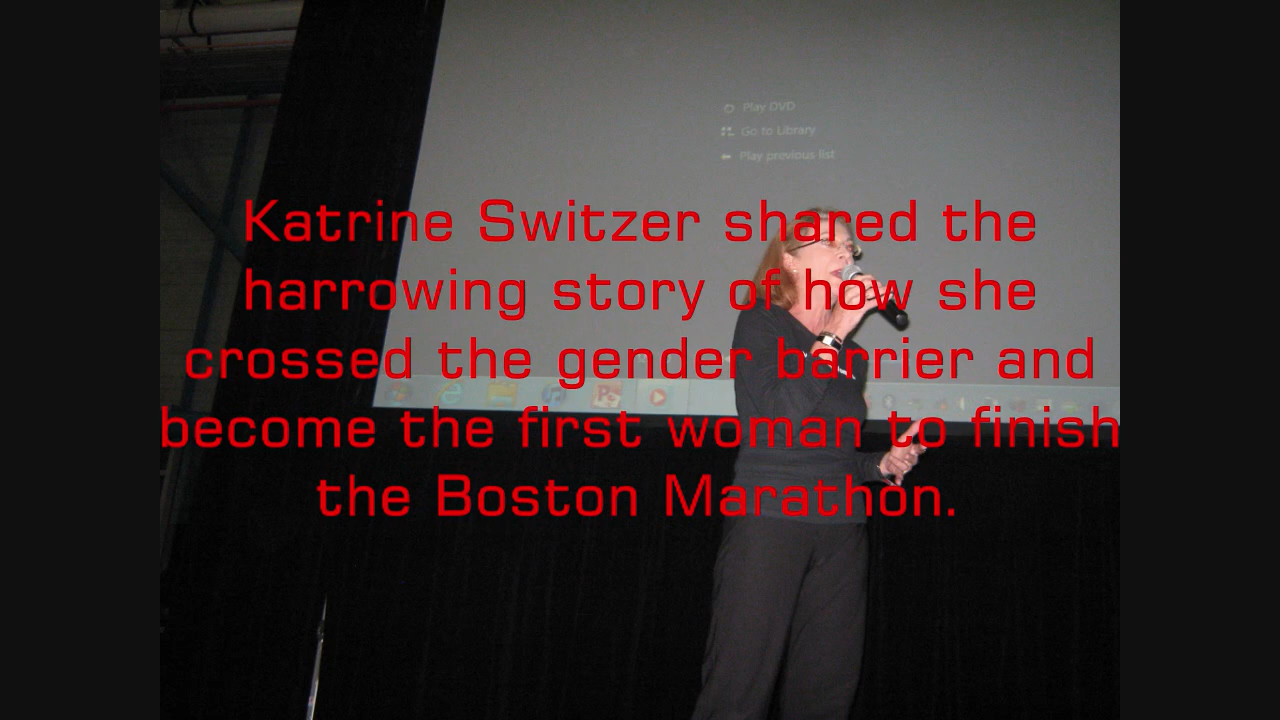 Play DVD
Go to Library
Play previous list
Katrine Switzer shared the
harrowing story of how she
crossed the gender barrier and
become the first woman to finish
the Boston Marathon.